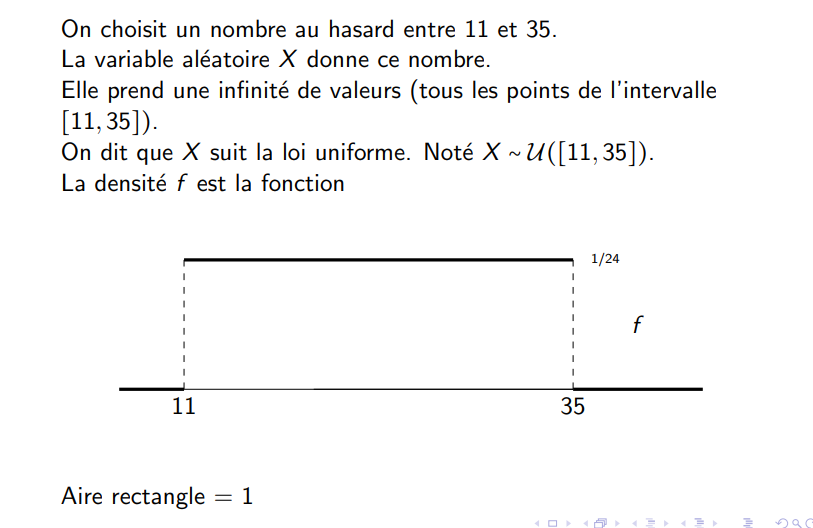 On choisit un nombre au hasard entre 11 et 35.
La variable aléatoire X donne ce nombre.
Elle prend une infinité de valeurs (tous les points de l'intervalle
[11, 35]).
On dit que X suit la loi uniforme. Noté X ~ 𝒰([11, 35]).
La densité f est la fonction
1/24
f
11 35
Aire rectangle = 1